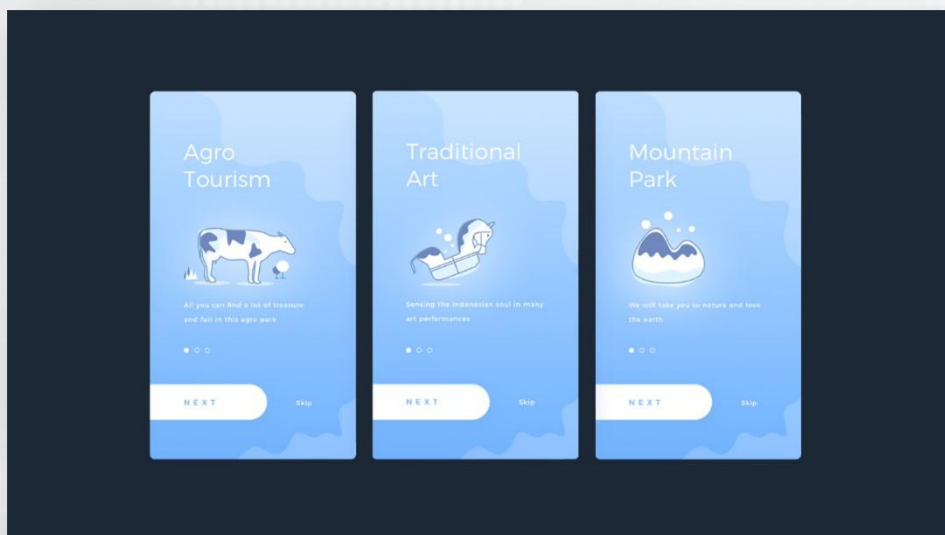 Agro
Tourism
All you can find a lot of treasure
and fun in this agro park
NEXT
Skip
Traditional
Art
Sensing the Indonesian soul in many
art performances
NEXT
Skip
Mountain
Park
We will take you to nature and love
the earth
NEXT
Skip